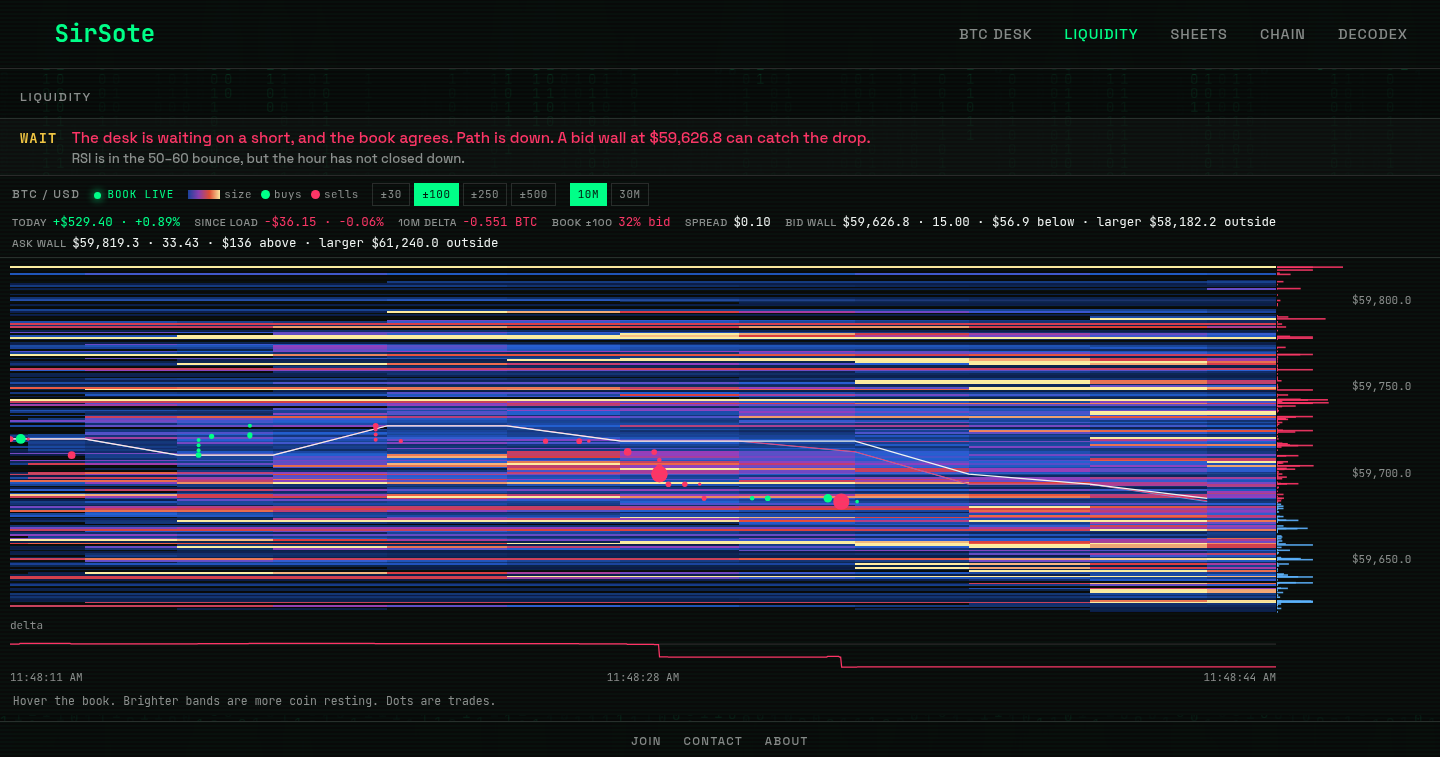 SirSote
BTC DESK LIQUIDITY SHEETS CHAIN DECODEX
LIQUIDITY
WAIT The desk is waiting on a short, and the book agrees. Path is down. A bid wall at $59,626.8 can catch the drop.
RSI is in the 50–60 bounce, but the hour has not closed down.
BTC / USD BOOK LIVE size buys sells ±30 ±100 ±250 ±500 10M 30M
TODAY +$529.40 · +0.89% SINCE LOAD -$36.15 · -0.06% 10M DELTA -0.551 BTC BOOK ±100 32% bid SPREAD $0.10 BID WALL $59,626.8 · 15.00 · $56.9 below · larger $58,182.2 outside
ASK WALL $59,819.3 · 33.43 · $136 above · larger $61,240.0 outside
$59,800.0
$59,750.0
$59,700.0
$59,650.0
delta
11:48:11 AM 11:48:28 AM 11:48:44 AM
Hover the book. Brighter bands are more coin resting. Dots are trades.
JOIN CONTACT ABOUT